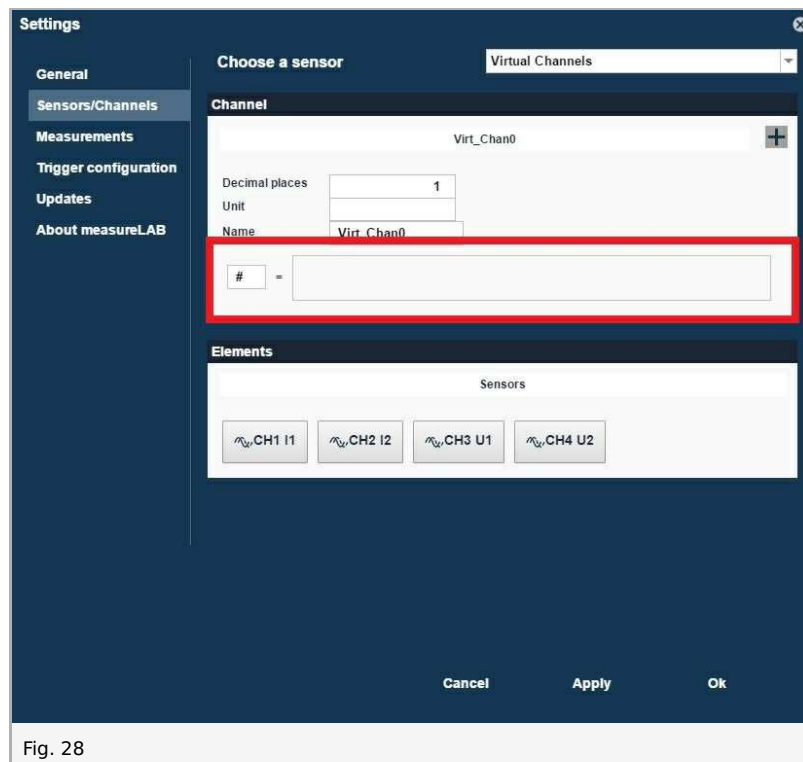 Settings
General
Sensors/Channels
Measurements
Trigger configuration
Updates
About measureLAB
Choose a sensor Virtual Channels
Channel
Virt_Chan0
Decimal places 1
Unit
Name Virt_Chan0
# =
Elements
Sensors
CH1 I1 CH2 I2 CH3 U1 CH4 U2
Cancel Apply Ok
Fig. 28